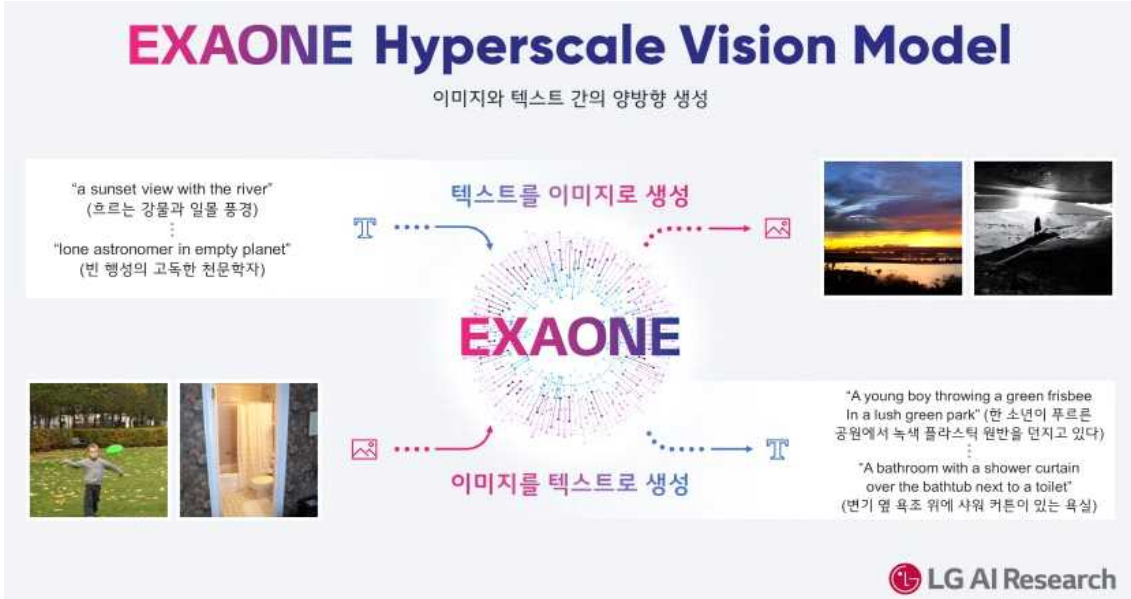 EXAONE Hyperscale Vision Model
이미지와 텍스트 간의 양방향 생성
“a sunset view with the river”
(흐르는 강물과 일몰 풍경)
“lone astronomer in empty planet”
(빈 행성의 고독한 천문학자)
텍스트를 이미지로 생성
T
EXAONE
이미지를 텍스트로 생성
T
“A young boy throwing a green frisbee
In a lush green park” (한 소년이 푸르른
공원에서 녹색 플라스틱 원반을 던지고 있다)
“A bathroom with a shower curtain
over the bathtub next to a toilet”
(변기 옆 욕조 위에 샤워 커튼이 있는 욕실)
LG AI Research